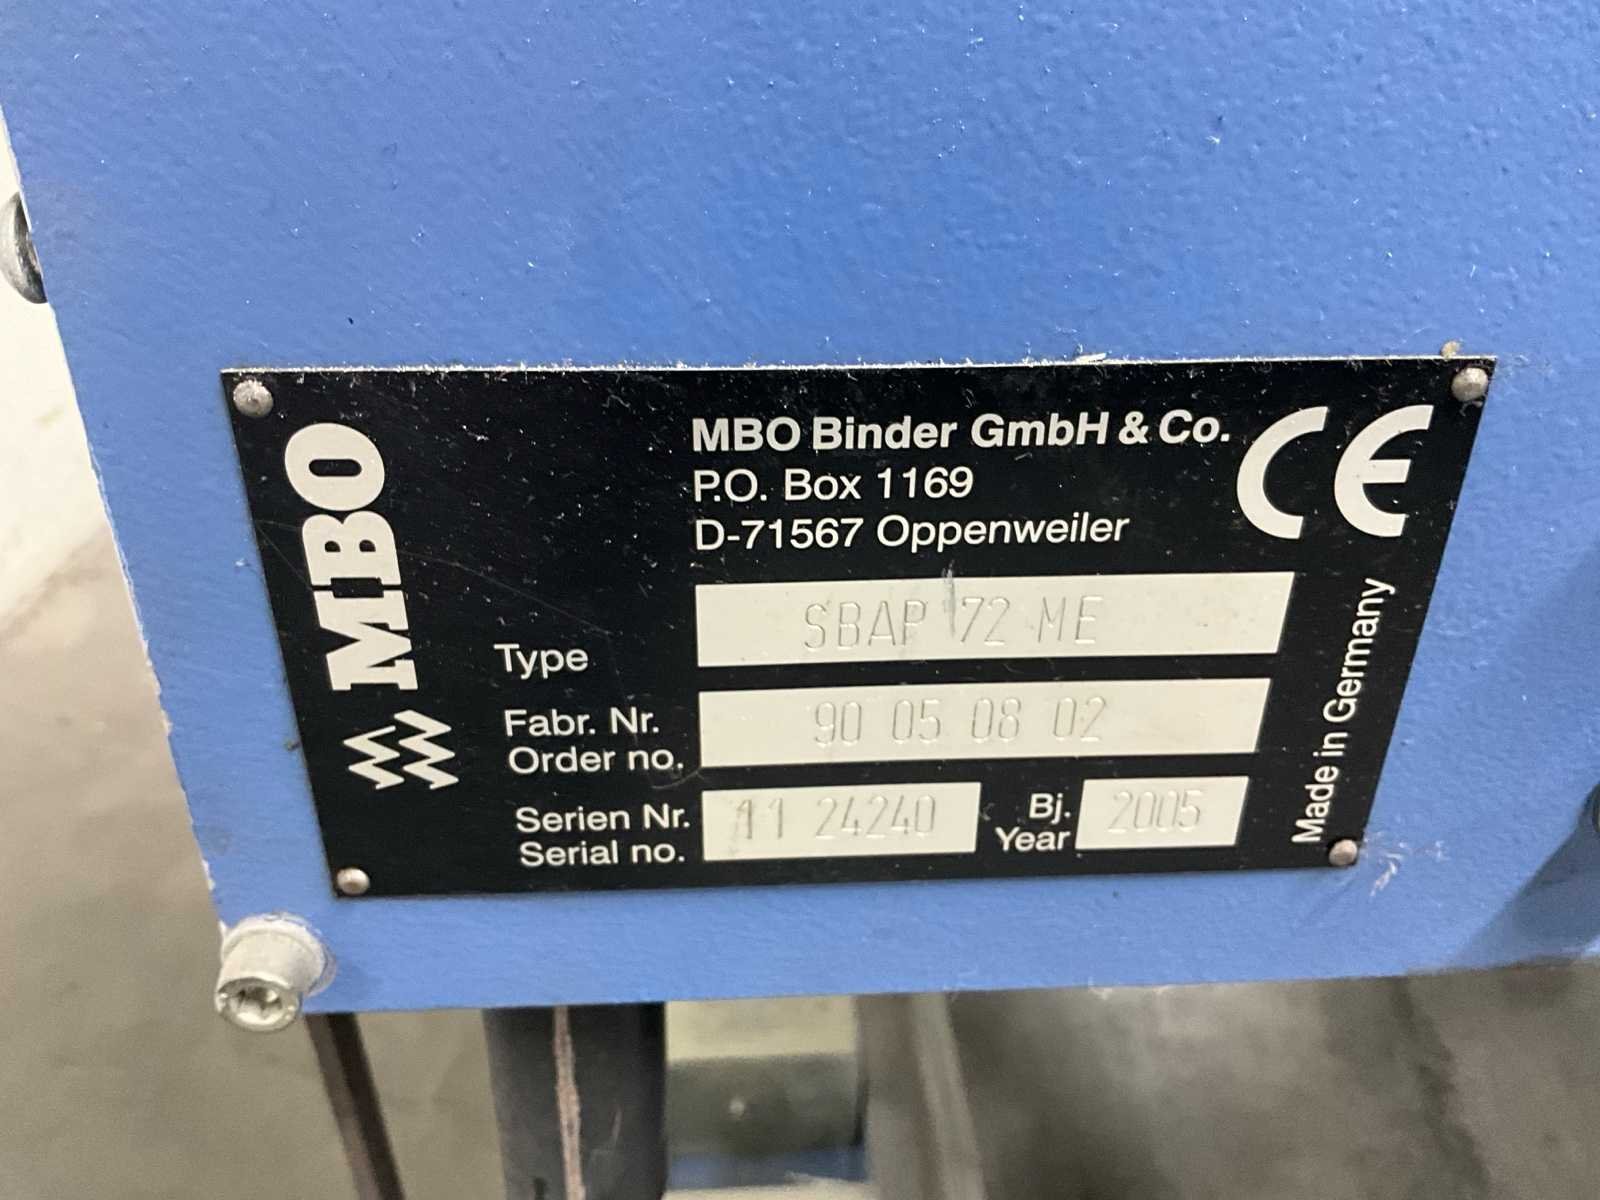 MBO
MBO Binder GmbH & Co.
P.O. Box 1169
D-71567 Oppenweiler
CE
Type SBAP 72 ME
Fabr. Nr.
Order no. 90 05 08 02
Serien Nr.
Serial no. 11 24240
Bj.
Year 2005
Made in Germany